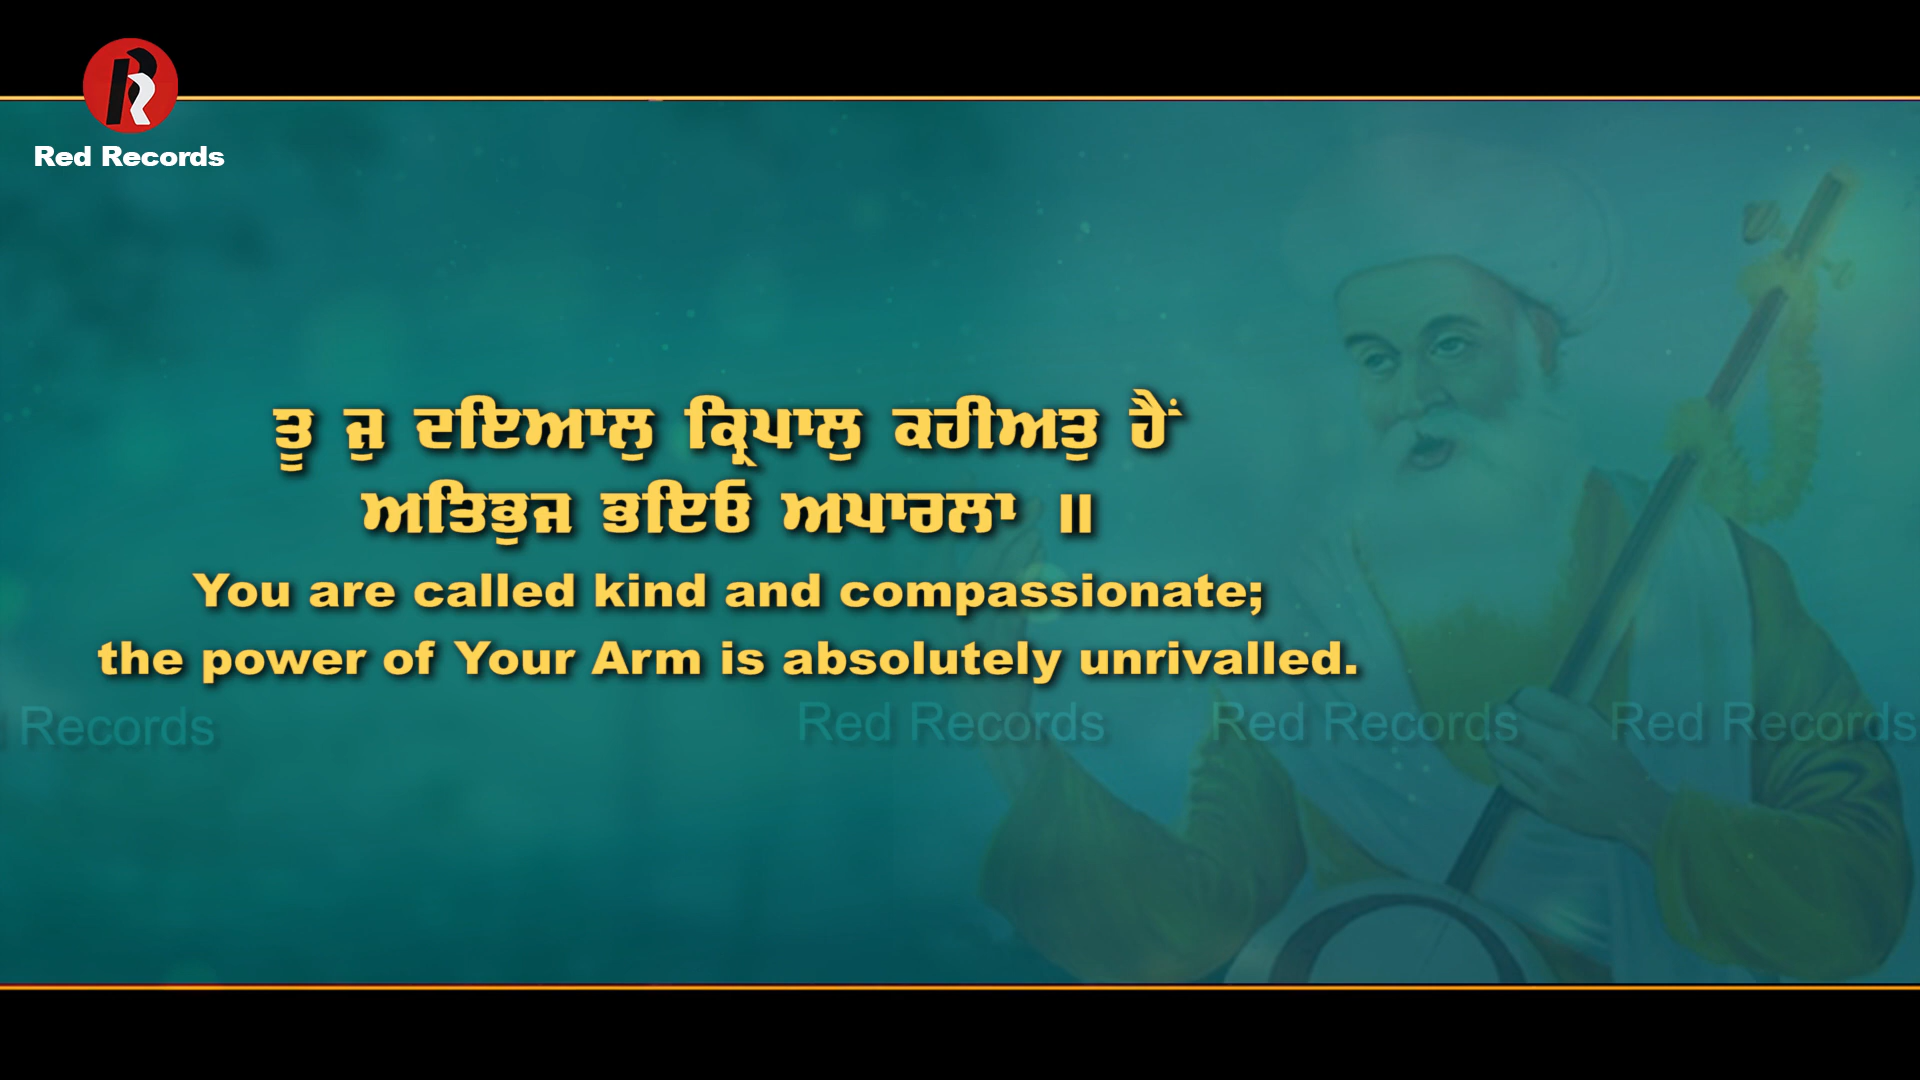 Red Records
ਤੂ ਜੁ ਦਇਆਲੁ ਕ੍ਰਿਪਾਲੁ ਕਹੀਅਤੁ ਹੈਂ
ਅਤਿਭੁਜ ਭਇਓ ਅਪਾਰਲਾ ॥
You are called kind and compassionate;
the power of Your Arm is absolutely unrivalled.
Records Red Records Red Records Red Records